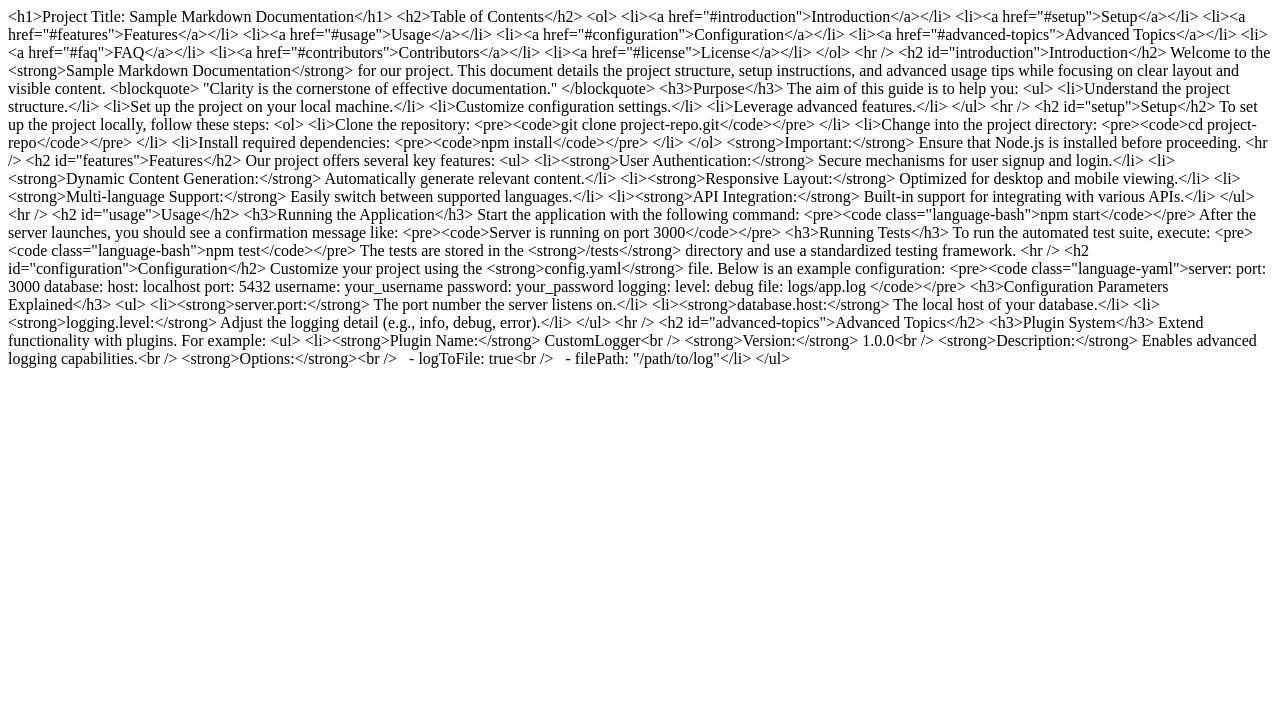 <h1>Project Title: Sample Markdown Documentation</h1> <h2>Table of Contents</h2> <ol> <li><a href="#introduction">Introduction</a></li> <li><a href="#setup">Setup</a></li> <li><a
href="#features">Features</a></li> <li><a href="#usage">Usage</a></li> <li><a href="#configuration">Configuration</a></li> <li><a href="#advanced-topics">Advanced Topics</a></li> <li>
<a href="#faq">FAQ</a></li> <li><a href="#contributors">Contributors</a></li> <li><a href="#license">License</a></li> </ol> <hr /> <h2 id="introduction">Introduction</h2> Welcome to the
<strong>Sample Markdown Documentation</strong> for our project. This document details the project structure, setup instructions, and advanced usage tips while focusing on clear layout and
visible content. <blockquote> "Clarity is the cornerstone of effective documentation." </blockquote> <h3>Purpose</h3> The aim of this guide is to help you: <ul> <li>Understand the project
structure.</li> <li>Set up the project on your local machine.</li> <li>Customize configuration settings.</li> <li>Leverage advanced features.</li> </ul> <hr /> <h2 id="setup">Setup</h2> To set
up the project locally, follow these steps: <ol> <li>Clone the repository: <pre><code>git clone project-repo.git</code></pre> </li> <li>Change into the project directory: <pre><code>cd project-
repo</code></pre> </li> <li>Install required dependencies: <pre><code>npm install</code></pre> </li> </ol> <strong>Important:</strong> Ensure that Node.js is installed before proceeding. <hr
/> <h2 id="features">Features</h2> Our project offers several key features: <ul> <li><strong>User Authentication:</strong> Secure mechanisms for user signup and login.</li> <li>
<strong>Dynamic Content Generation:</strong> Automatically generate relevant content.</li> <li><strong>Responsive Layout:</strong> Optimized for desktop and mobile viewing.</li> <li>
<strong>Multi-language Support:</strong> Easily switch between supported languages.</li> <li><strong>API Integration:</strong> Built-in support for integrating with various APIs.</li> </ul>
<hr /> <h2 id="usage">Usage</h2> <h3>Running the Application</h3> Start the application with the following command: <pre><code class="language-bash">npm start</code></pre> After the
server launches, you should see a confirmation message like: <pre><code>Server is running on port 3000</code></pre> <h3>Running Tests</h3> To run the automated test suite, execute: <pre>
<code class="language-bash">npm test</code></pre> The tests are stored in the <strong>/tests</strong> directory and use a standardized testing framework. <hr /> <h2
id="configuration">Configuration</h2> Customize your project using the <strong>config.yaml</strong> file. Below is an example configuration: <pre><code class="language-yaml">server: port:
3000 database: host: localhost port: 5432 username: your_username password: your_password logging: level: debug file: logs/app.log </code></pre> <h3>Configuration Parameters
Explained</h3> <ul> <li><strong>server.port:</strong> The port number the server listens on.</li> <li><strong>database.host:</strong> The local host of your database.</li> <li>
<strong>logging.level:</strong> Adjust the logging detail (e.g., info, debug, error).</li> </ul> <hr /> <h2 id="advanced-topics">Advanced Topics</h2> <h3>Plugin System</h3> Extend
functionality with plugins. For example: <ul> <li><strong>Plugin Name:</strong> CustomLogger<br /> <strong>Version:</strong> 1.0.0<br /> <strong>Description:</strong> Enables advanced
logging capabilities.<br /> <strong>Options:</strong><br />   - logToFile: true<br />   - filePath: "/path/to/log"</li> </ul>